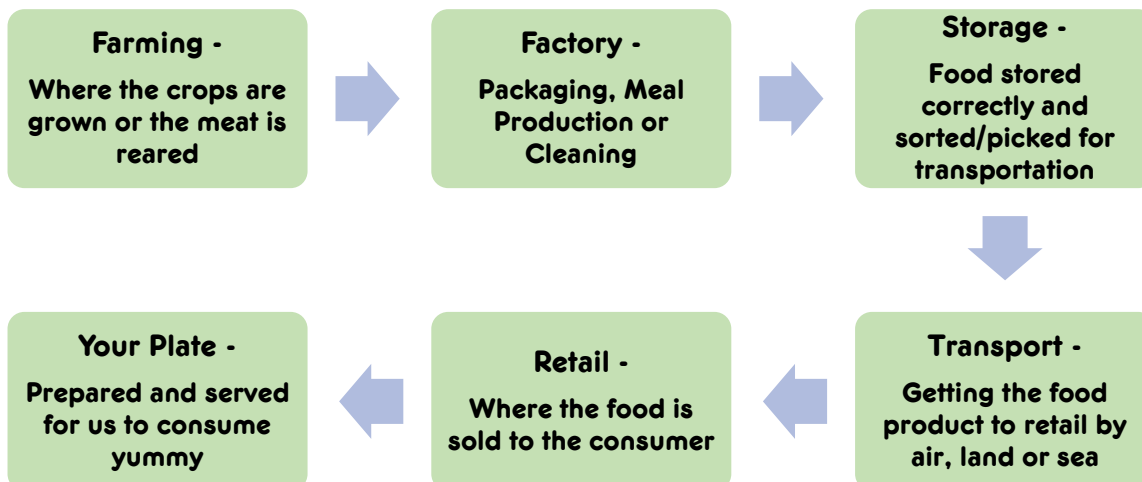 Farming -
Where the crops are
grown or the meat is
reared
Factory -
Packaging, Meal
Production or
Cleaning
Storage -
Food stored
correctly and
sorted/picked for
transportation
Transport -
Getting the food
product to retail by
air, land or sea
Retail -
Where the food is
sold to the consumer
Your Plate -
Prepared and served
for us to consume
yummy